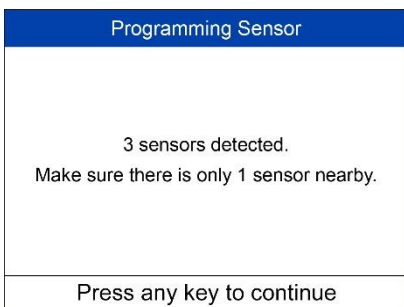 Programming Sensor
3 sensors detected.
Make sure there is only 1 sensor nearby.
Press any key to continue